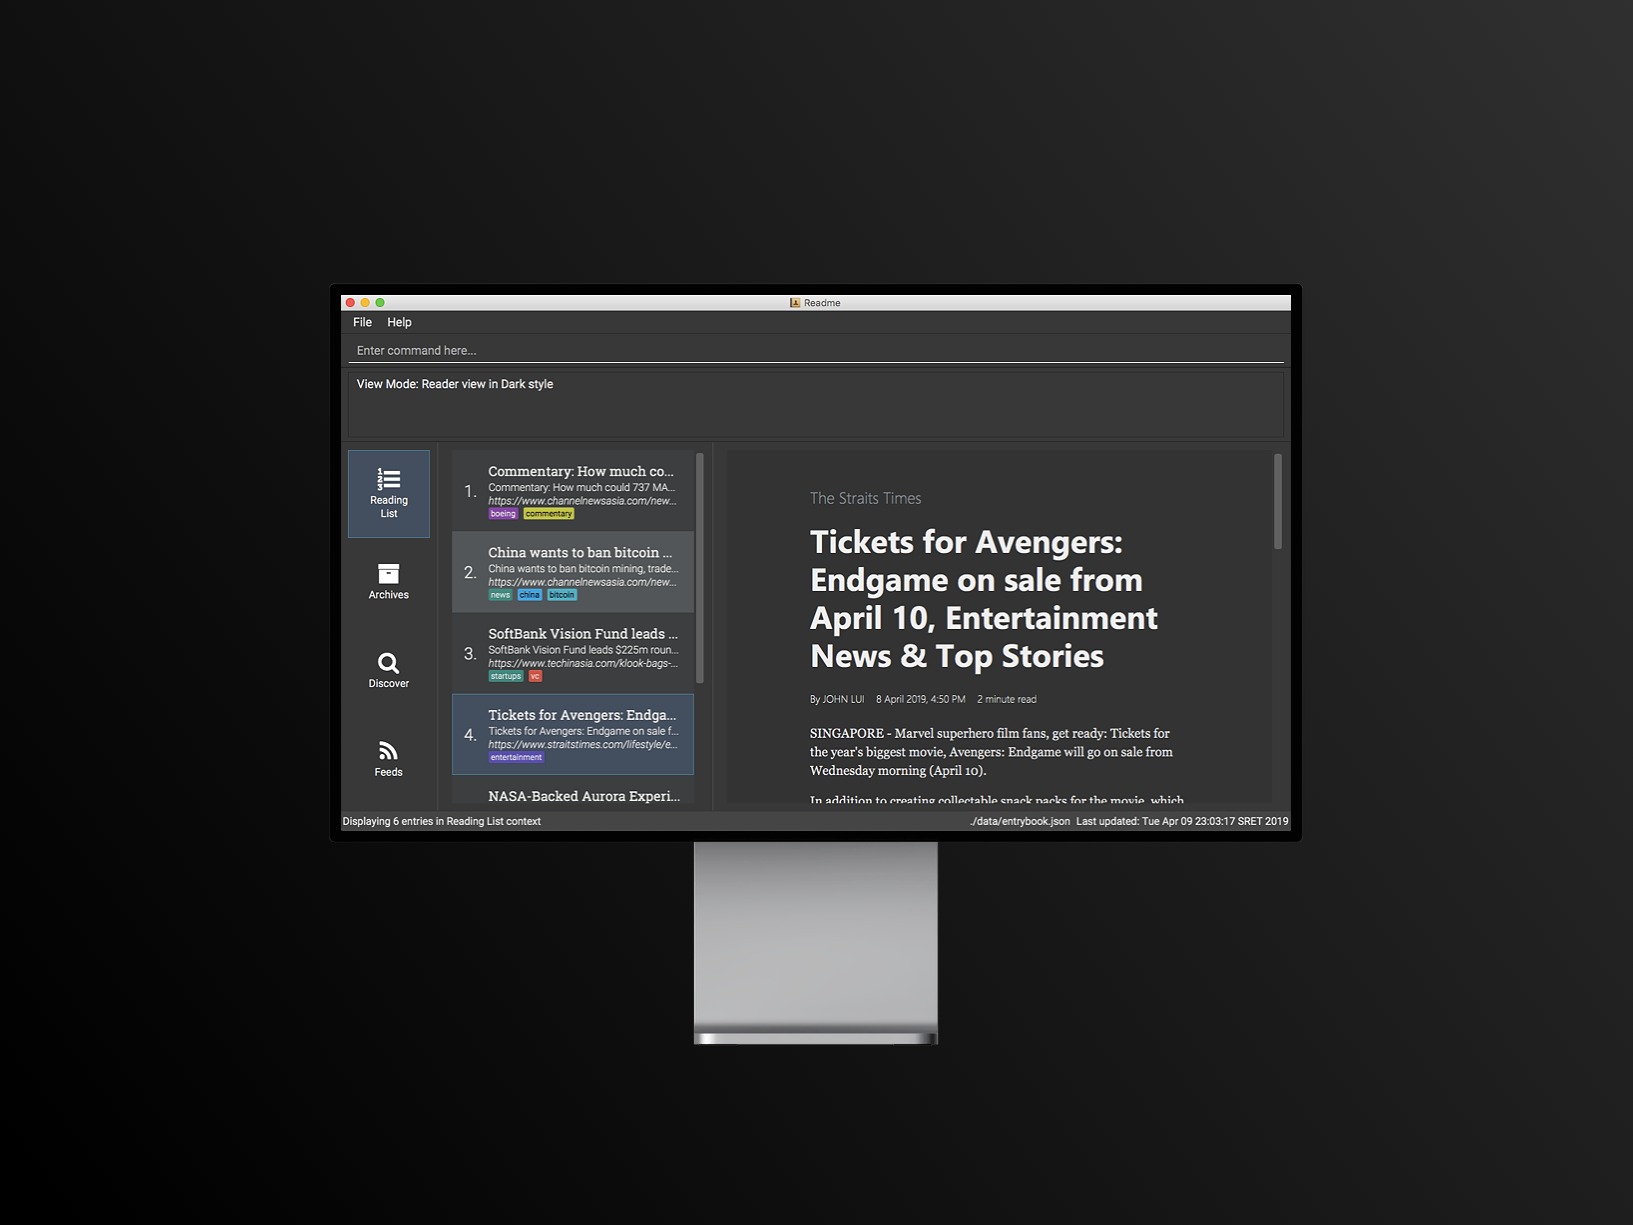 Readme
File Help
Enter command here...
View Mode: Reader view in Dark style
1
2
3
Reading
List
Archives
Discover
Feeds
1.
Commentary: How much co...
Commentary: How much could 737 MA...
https://www.channelnewsasia.com/new...
boeing commentary
2.
China wants to ban bitcoin ...
China wants to ban bitcoin mining, trade...
https://www.channelnewsasia.com/new...
news china bitcoin
3.
SoftBank Vision Fund leads ...
SoftBank Vision Fund leads $225m roun...
https://www.techinasia.com/klook-bags-...
startups vc
4.
Tickets for Avengers: Endga...
Tickets for Avengers: Endgame on sale f...
https://www.straitstimes.com/lifestyle/e...
entertainment
NASA-Backed Aurora Experi...
The Straits Times
Tickets for Avengers:
Endgame on sale from
April 10, Entertainment
News & Top Stories
By JOHN LUI 8 April 2019, 4:50 PM 2 minute read
SINGAPORE - Marvel superhero film fans, get ready: Tickets for
the year's biggest movie, Avengers: Endgame will go on sale from
Wednesday morning (April 10).
In addition to creating collectable snack packs for the movie, which
Displaying 6 entries in Reading List context
./data/entrybook.json Last updated: Tue Apr 09 23:03:17 SRET 2019